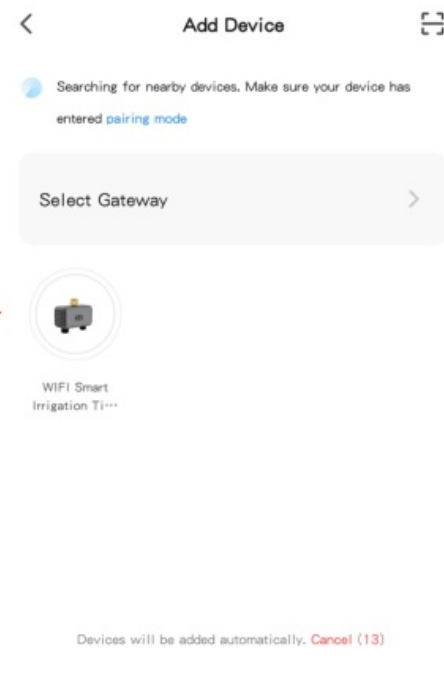 Add Device
Searching for nearby devices. Make sure your device has
entered pairing mode
Select Gateway
WIFI Smart
Irrigation Ti···
Devices will be added automatically. Cancel (13)